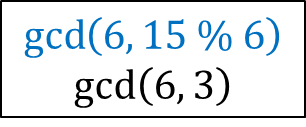 gcd(6, 15 % 6)
gcd(6, 3)